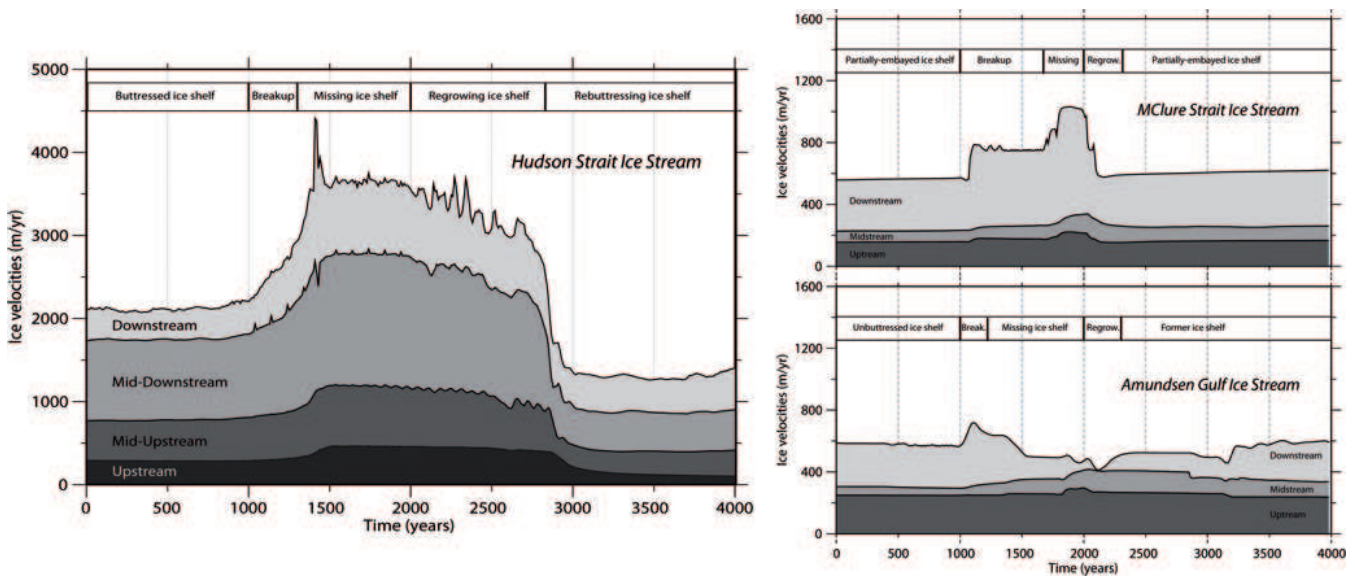 5000
4000
3000
2000
1000
0
Ice velocities (m/yr)
Buttressed ice shelf Breakup Missing ice shelf Regrowing ice shelf Rebuttressing ice shelf
Hudson Strait Ice Stream
Downstream
Mid-Downstream
Mid-Upstream
Upstream
0 500 1000 1500 2000 2500 3000 3500 4000
Time (years)
1600
1200
800
400
0
Ice velocities (m/yr)
Partially-embayed ice shelf Breakup Missing Regrow. Partially-embayed ice shelf
MClure Strait Ice Stream
Downstream
Midstream
Uptream
1600
1200
800
400
0
Ice velocities (m/yr)
Unbuttressed ice shelf Break. Missing ice shelf Regrow. Former ice shelf
Amundsen Gulf Ice Stream
Downstream
Midstream
Uptream
0 500 1000 1500 2000 2500 3000 3500 4000
Time (years)